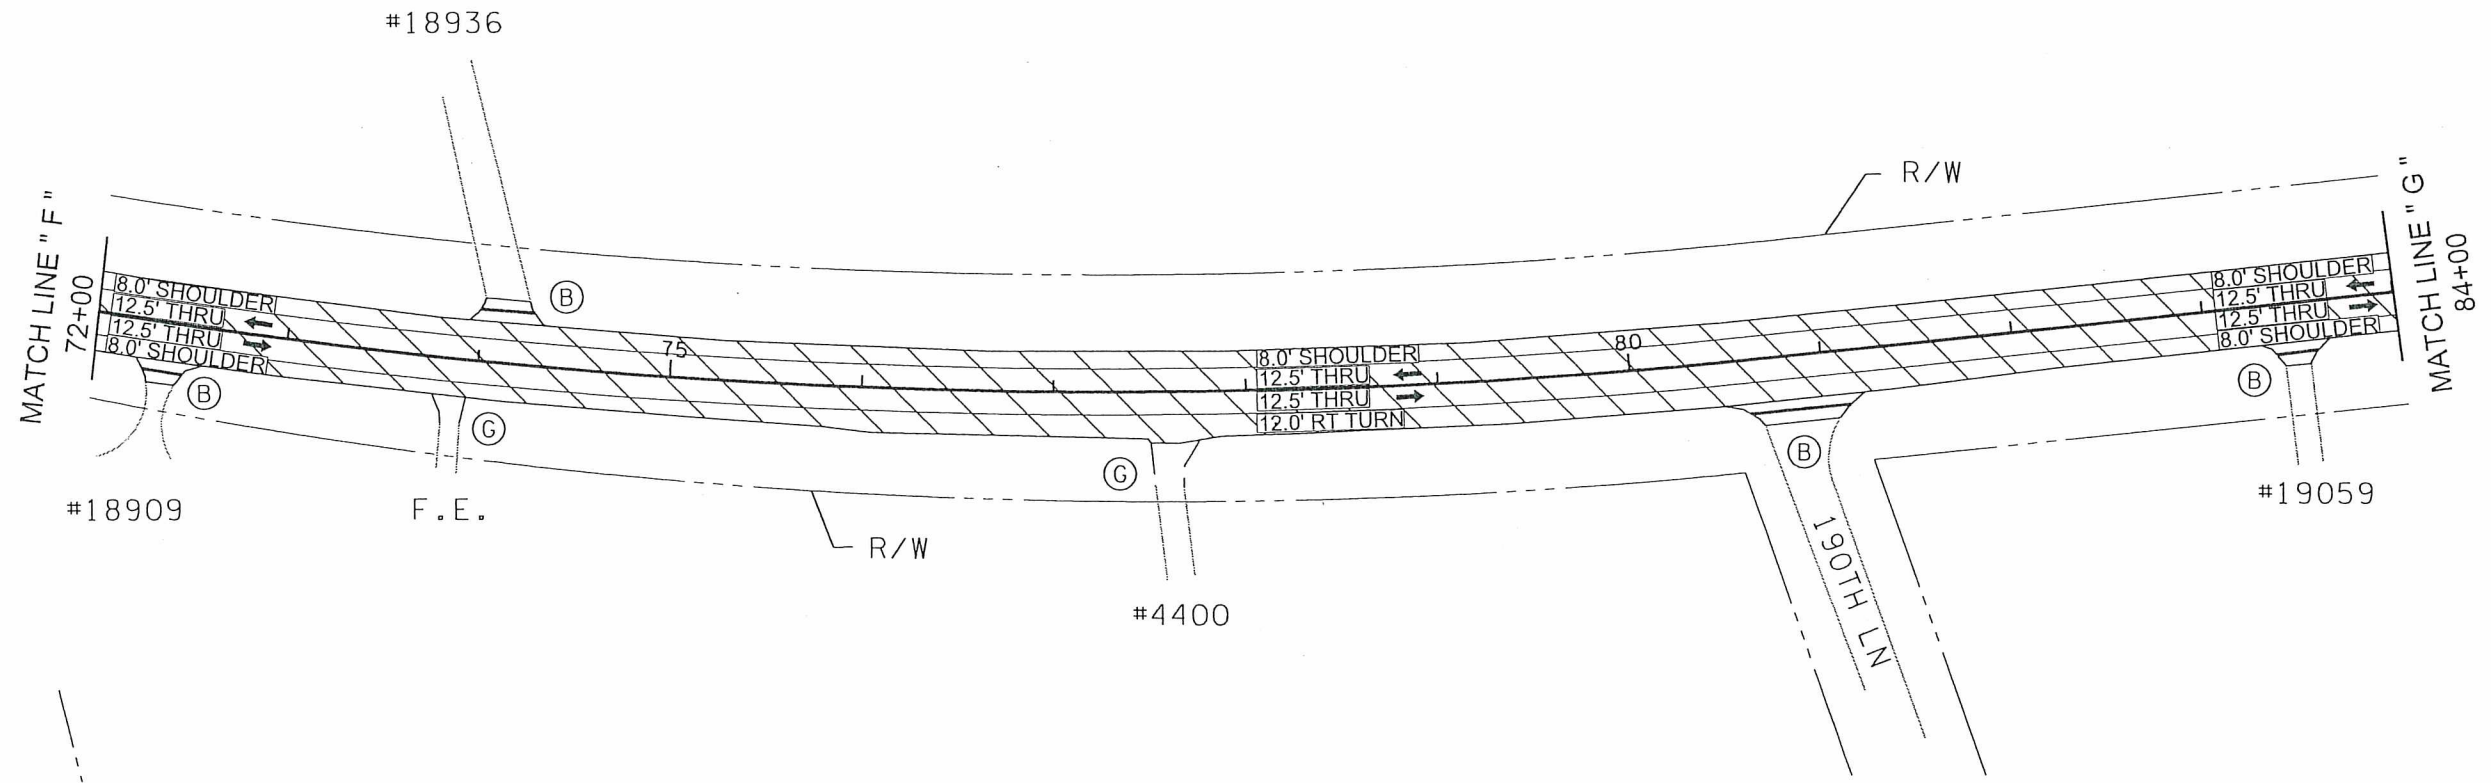 #18936
R/W
MATCH LINE "F"
72+00
8.0' SHOULDER
12.5' THRU
12.5' THRU
8.0' SHOULDER
B
B
G
75
8.0' SHOULDER
12.5' THRU
12.5' THRU
12.0' RT TURN
80
8.0' SHOULDER
12.5' THRU
12.5' THRU
8.0' SHOULDER
MATCH LINE "G"
84+00
G
B
B
#18909
F.E.
R/W
#4400
190TH LN
#19059